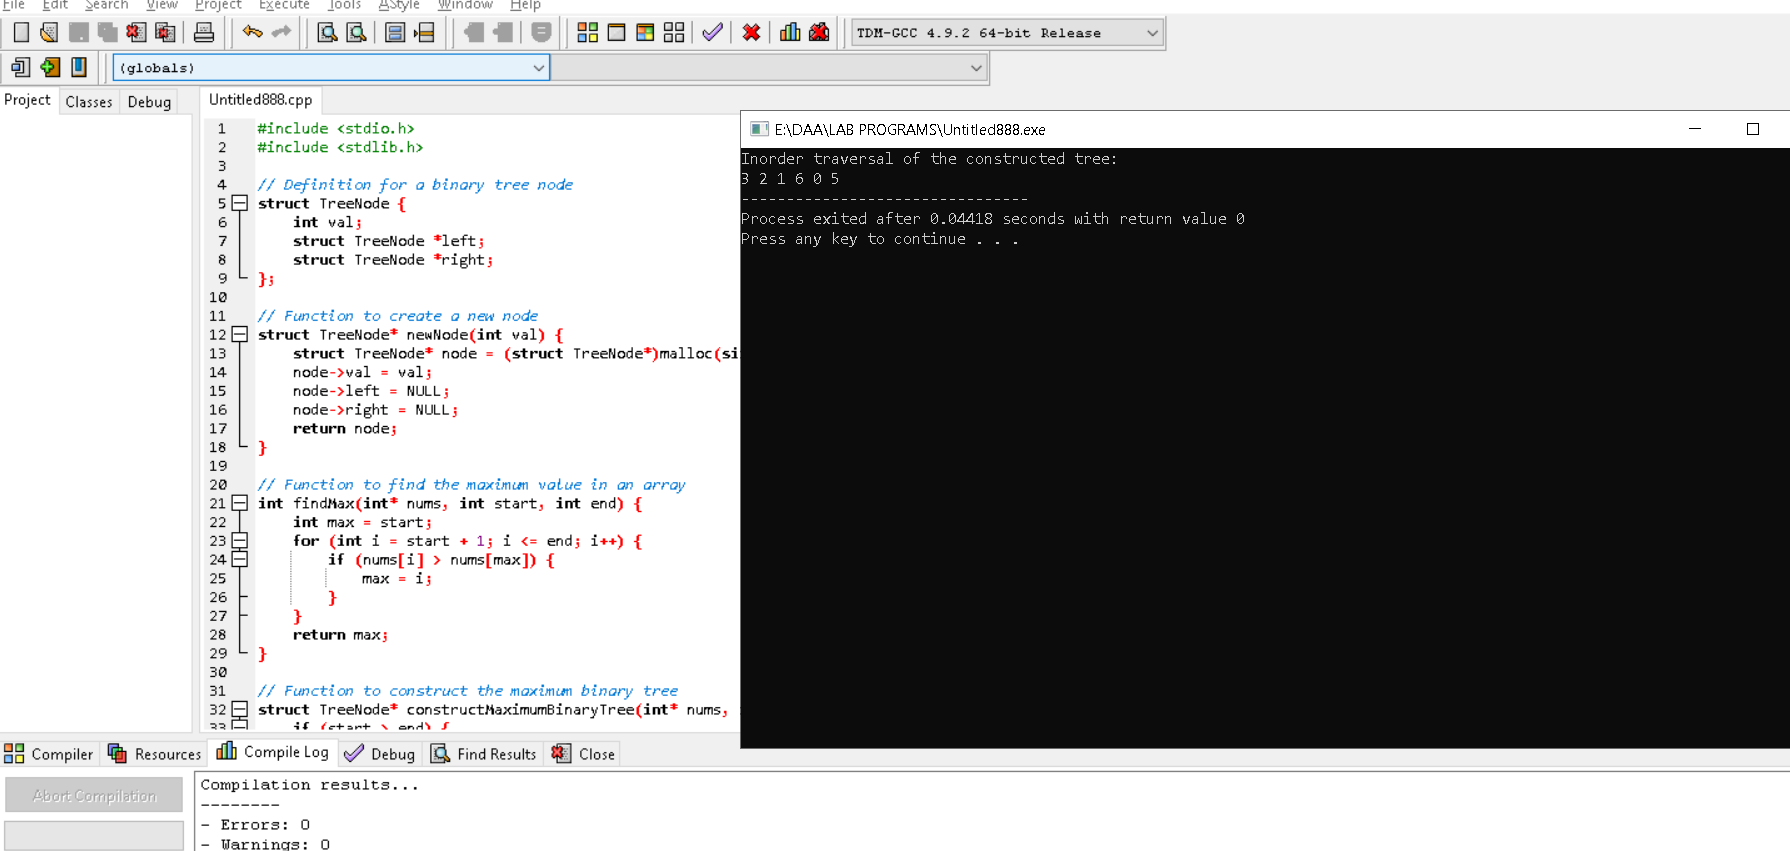 File Edit Search View Project Execute Tools AStyle Window Help
TDM-GCC 4.9.2 64-bit Release
(globals)
Project Classes Debug
Untitled888.cpp
1 #include <stdio.h>
2 #include <stdlib.h>
3
4 // Definition for a binary tree node
5 struct TreeNode {
6 int val;
7 struct TreeNode *left;
8 struct TreeNode *right;
9 };
10
11 // Function to create a new node
12 struct TreeNode* newNode(int val) {
13 struct TreeNode* node = (struct TreeNode*)malloc(si
14 node->val = val;
15 node->left = NULL;
16 node->right = NULL;
17 return node;
18 }
19
20 // Function to find the maximum value in an array
21 int findMax(int* nums, int start, int end) {
22 int max = start;
23 for (int i = start + 1; i <= end; i++) {
24 if (nums[i] > nums[max]) {
25 max = i;
26 }
27 }
28 return max;
29 }
30
31 // Function to construct the maximum binary tree
32 struct TreeNode* constructMaximumBinaryTree(int* nums,
33 if (start > end) {
E:\DAA\LAB PROGRAMS\Untitled888.exe
Inorder traversal of the constructed tree:
3 2 1 6 0 5
--------------------------------
Process exited after 0.04418 seconds with return value 0
Press any key to continue . . .
Compiler Resources Compile Log Debug Find Results Close
Abort Compilation
Compilation results...
--------
- Errors: 0
- Warnings: 0